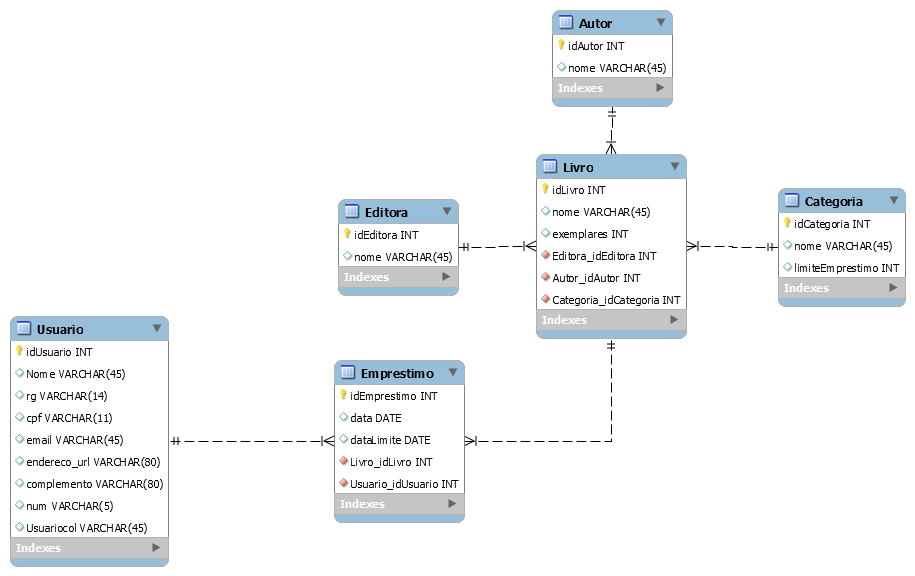 Autor
idAutor INT
nome VARCHAR(45)
Indexes
Livro
idLivro INT
nome VARCHAR(45)
exemplares INT
Editora_idEditora INT
Autor_idAutor INT
Categoria_idCategoria INT
Indexes
Editora
idEditora INT
nome VARCHAR(45)
Indexes
Categoria
idCategoria INT
nome VARCHAR(45)
limiteEmprestimo INT
Indexes
Usuario
idUsuario INT
Nome VARCHAR(45)
rg VARCHAR(14)
cpf VARCHAR(11)
email VARCHAR(45)
endereco_url VARCHAR(80)
complemento VARCHAR(80)
num VARCHAR(5)
Usuariocol VARCHAR(45)
Indexes
Emprestimo
idEmprestimo INT
data DATE
dataLimite DATE
Livro_idLivro INT
Usuario_idUsuario INT
Indexes